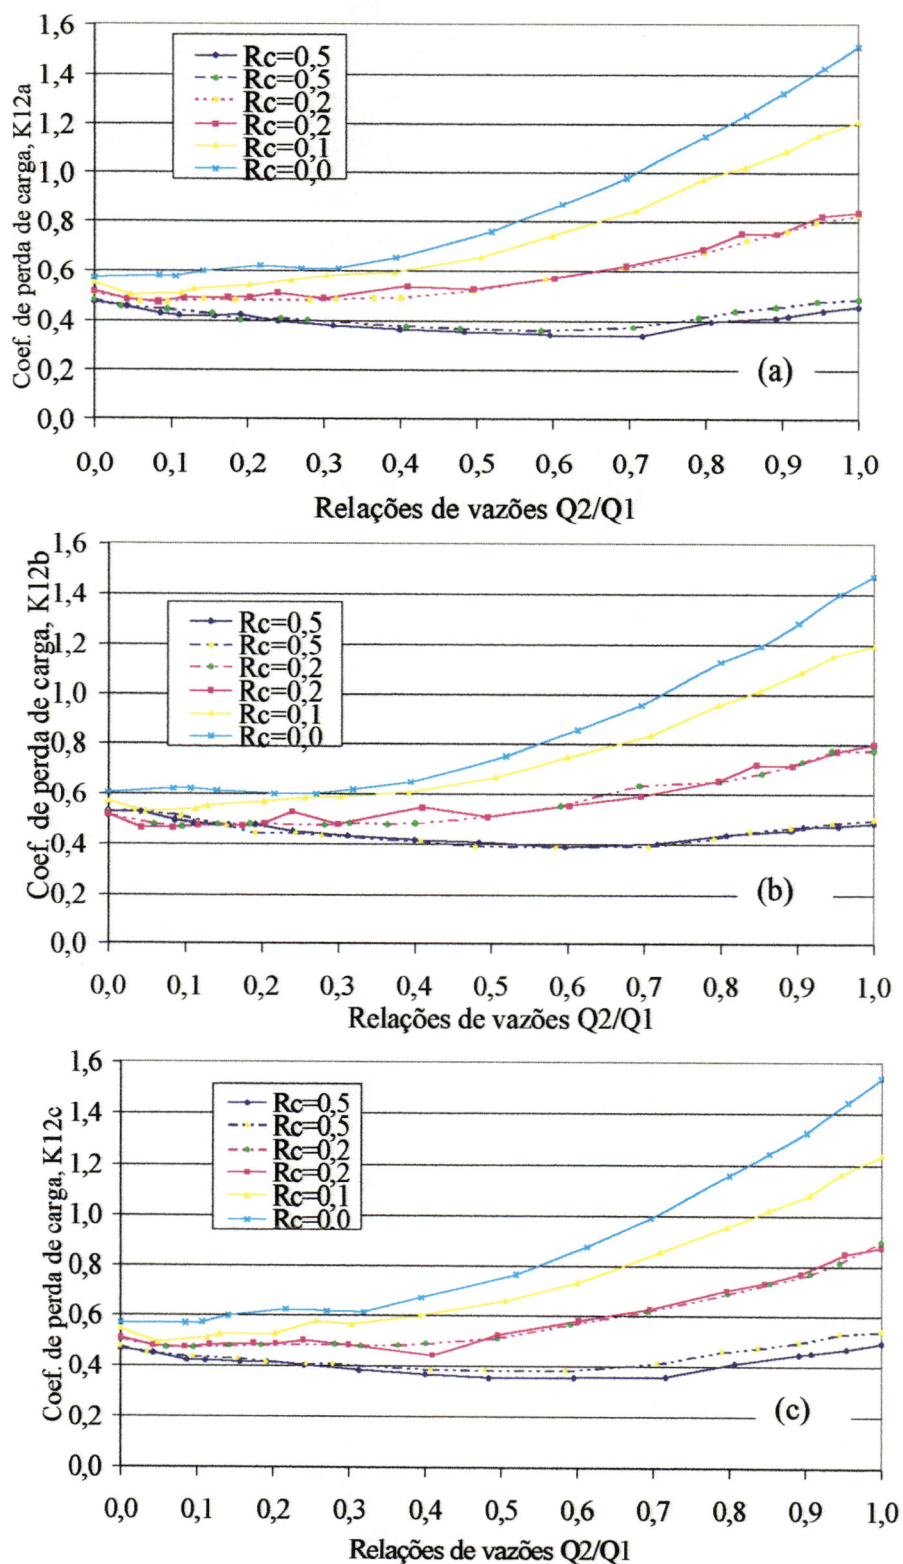 1,6
1,4
1,2
1,0
0,8
0,6
0,4
0,2
0,0
Coef. de perda de carga, K12a
Rc=0,5
Rc=0,5
Rc=0,2
Rc=0,2
Rc=0,1
Rc=0,0
(a)
0,0 0,1 0,2 0,3 0,4 0,5 0,6 0,7 0,8 0,9 1,0
Relações de vazões Q2/Q1
1,6
1,4
1,2
1,0
0,8
0,6
0,4
0,2
0,0
Coef. de perda de carga, K12b
Rc=0,5
Rc=0,5
Rc=0,2
Rc=0,2
Rc=0,1
Rc=0,0
(b)
0,0 0,1 0,2 0,3 0,4 0,5 0,6 0,7 0,8 0,9 1,0
Relações de vazões Q2/Q1
1,6
1,4
1,2
1,0
0,8
0,6
0,4
0,2
0,0
Coef. de perda de carga, K12c
Rc=0,5
Rc=0,5
Rc=0,2
Rc=0,2
Rc=0,1
Rc=0,0
(c)
0,0 0,1 0,2 0,3 0,4 0,5 0,6 0,7 0,8 0,9 1,0
Relações de vazões Q2/Q1